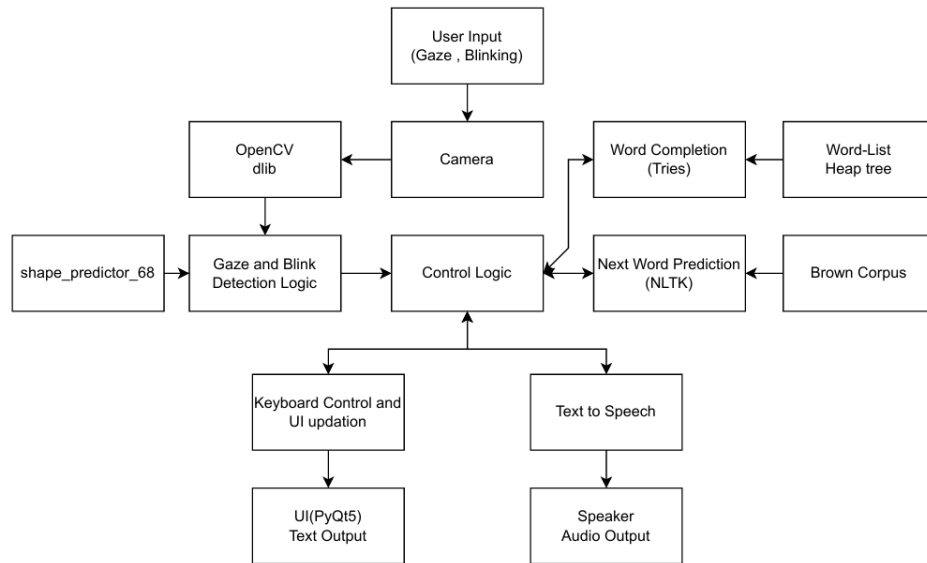 User Input
(Gaze , Blinking)
OpenCV
dlib
Camera
Word Completion
(Tries)
Word-List
Heap tree
shape_predictor_68
Gaze and Blink
Detection Logic
Control Logic
Next Word Prediction
(NLTK)
Brown Corpus
Keyboard Control and
UI updation
Text to Speech
UI(PyQt5)
Text Output
Speaker
Audio Output